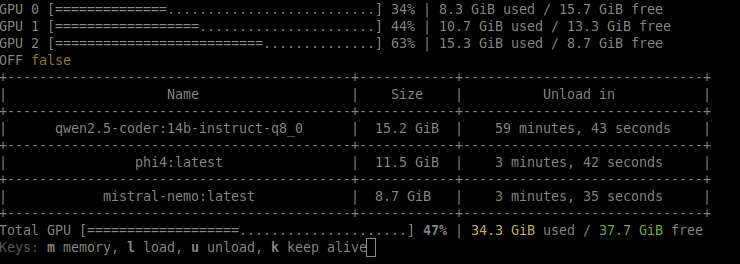 GPU 0 [==============..........................] 34% | 8.3 GiB used / 15.7 GiB free
GPU 1 [==================......................] 44% | 10.7 GiB used / 13.3 GiB free
GPU 2 [==========================..............] 63% | 15.3 GiB used / 8.7 GiB free
OFF false
+------------------------------------------+------------+------------------------------+
| Name | Size | Unload in |
+------------------------------------------+------------+------------------------------+
| qwen2.5-coder:14b-instruct-q8_0 | 15.2 GiB | 59 minutes, 43 seconds |
+------------------------------------------+------------+------------------------------+
| phi4:latest | 11.5 GiB | 3 minutes, 42 seconds |
+------------------------------------------+------------+------------------------------+
| mistral-nemo:latest | 8.7 GiB | 3 minutes, 35 seconds |
+------------------------------------------+------------+------------------------------+
Total GPU [===================.....................] 47% | 34.3 GiB used / 37.7 GiB free
Keys: m memory, l load, u unload, k keep alive